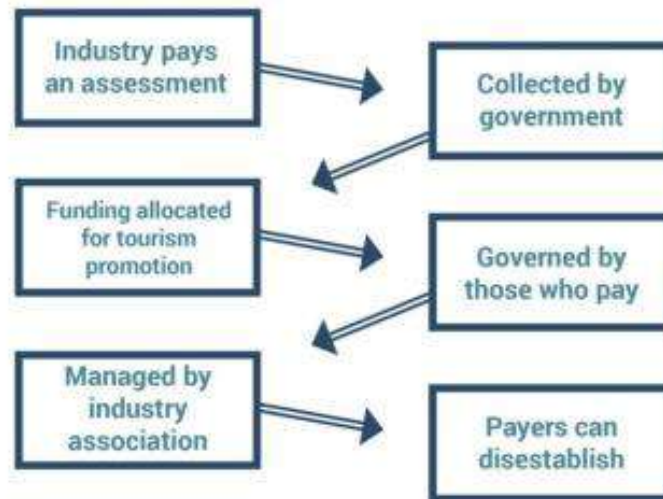 Industry pays
an assessment
Collected by
government
Funding allocated
for tourism
promotion
Governed by
those who pay
Managed by
industry
association
Payers can
disestablish